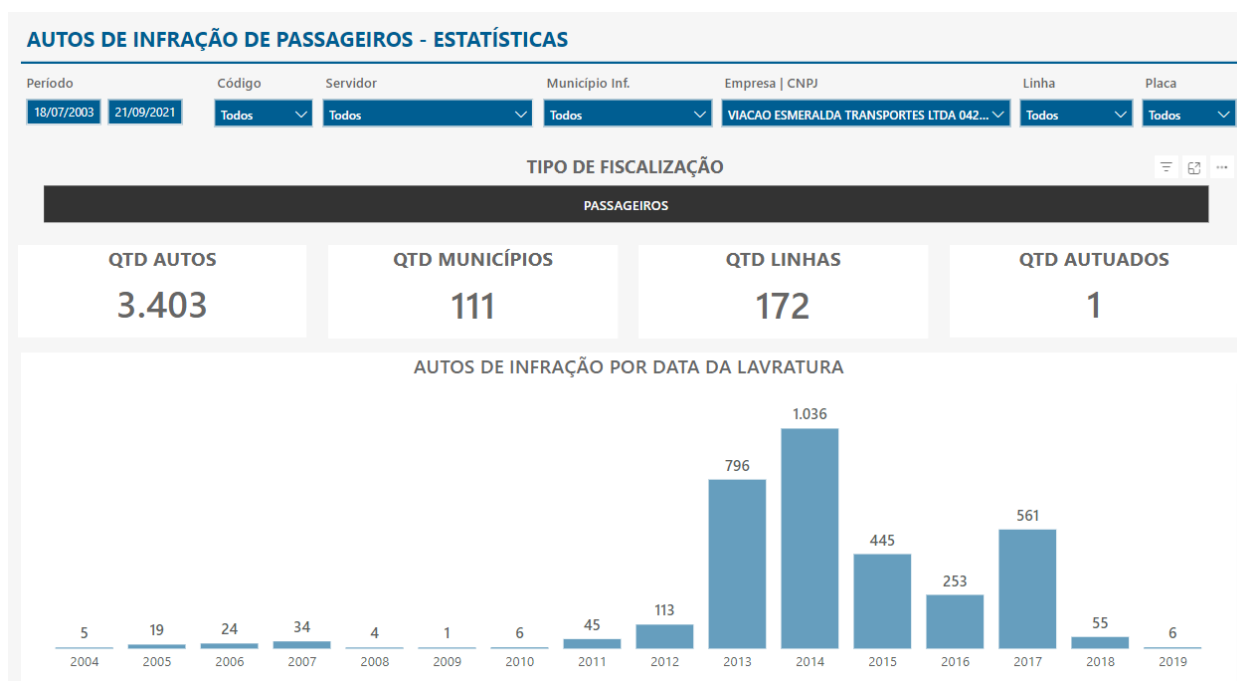 AUTOS DE INFRAÇÃO DE PASSAGEIROS - ESTATÍSTICAS
Período Código Servidor Município Inf. Empresa | CNPJ Linha Placa
18/07/2003 21/09/2021 Todos Todos Todos VIACAO ESMERALDA TRANSPORTES LTDA 042... Todos Todos
TIPO DE FISCALIZAÇÃO
PASSAGEIROS
QTD AUTOS QTD MUNICÍPIOS QTD LINHAS QTD AUTUADOS
3.403 111 172 1
AUTOS DE INFRAÇÃO POR DATA DA LAVRATURA
5 19 24 34 4 1 6 45 113 796 1.036 445 253 561 55 6
2004 2005 2006 2007 2008 2009 2010 2011 2012 2013 2014 2015 2016 2017 2018 2019